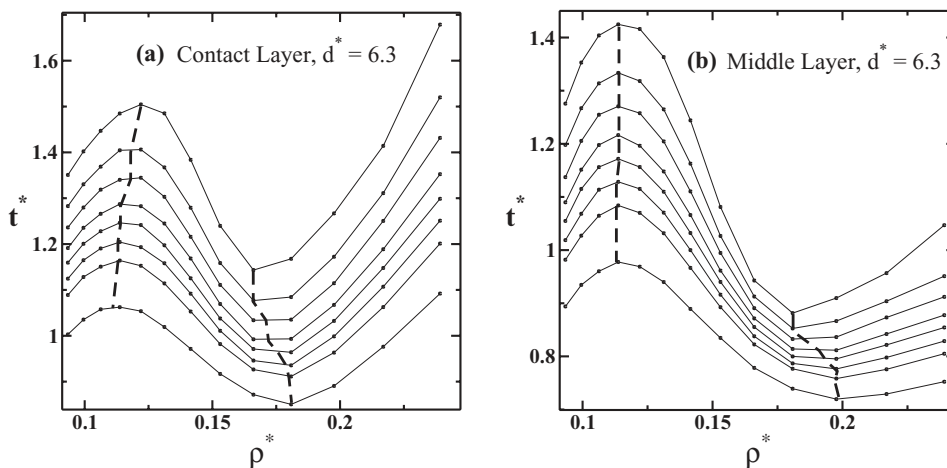 (a) Contact Layer, d* = 6.3
t*
1.6
1.4
1.2
1
0.1
0.15
0.2
ρ*
(b) Middle Layer, d* = 6.3
t*
1.4
1.2
1
0.8
0.1
0.15
0.2
ρ*